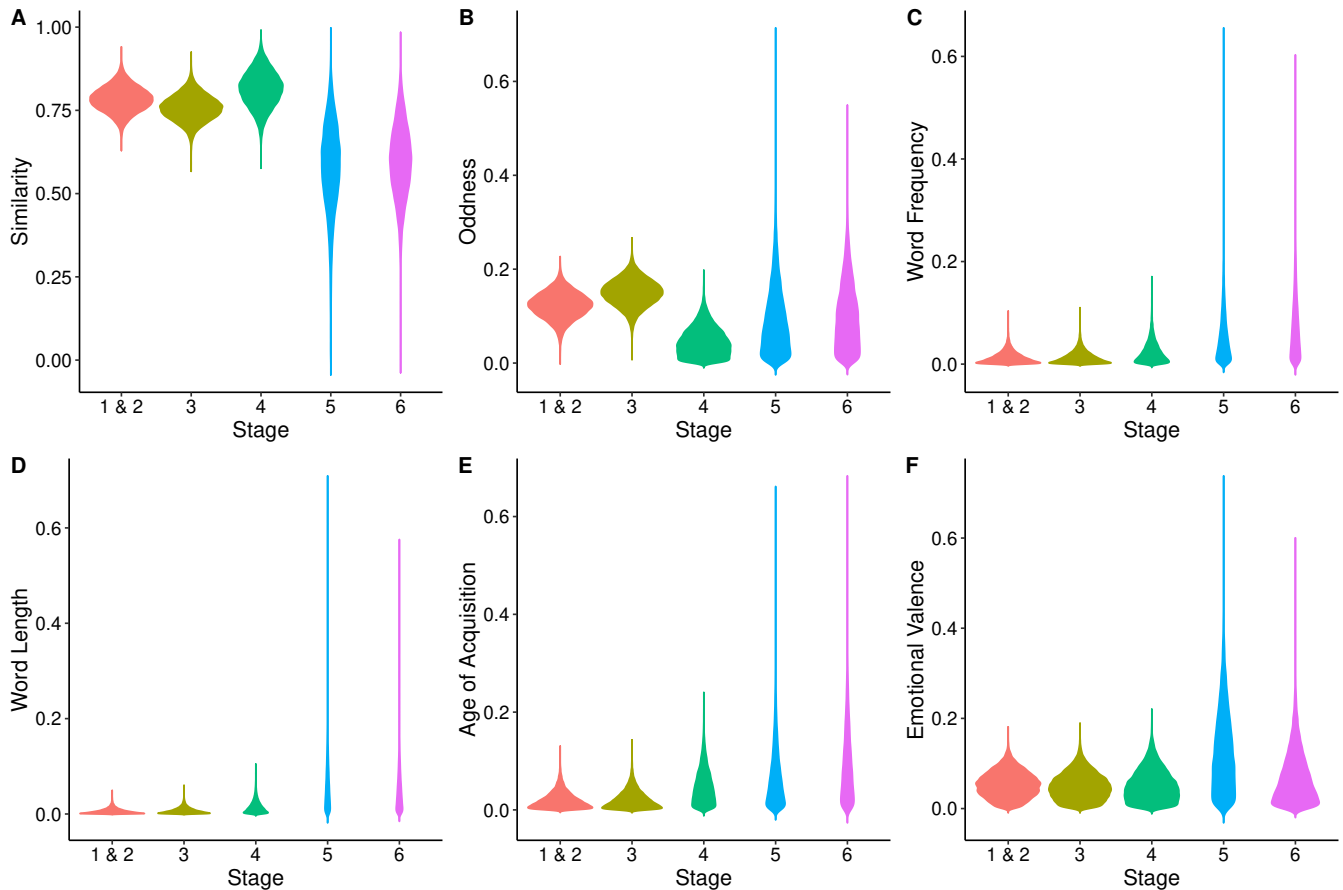 A
Similarity
1.00
0.75
0.50
0.25
0.00
1 & 2 3 4 5 6
Stage
B
Oddness
0.6
0.4
0.2
0.0
1 & 2 3 4 5 6
Stage
C
Word Frequency
0.6
0.4
0.2
0.0
1 & 2 3 4 5 6
Stage
D
Word Length
0.6
0.4
0.2
0.0
1 & 2 3 4 5 6
Stage
E
Age of Acquisition
0.6
0.4
0.2
0.0
1 & 2 3 4 5 6
Stage
F
Emotional Valence
0.6
0.4
0.2
0.0
1 & 2 3 4 5 6
Stage